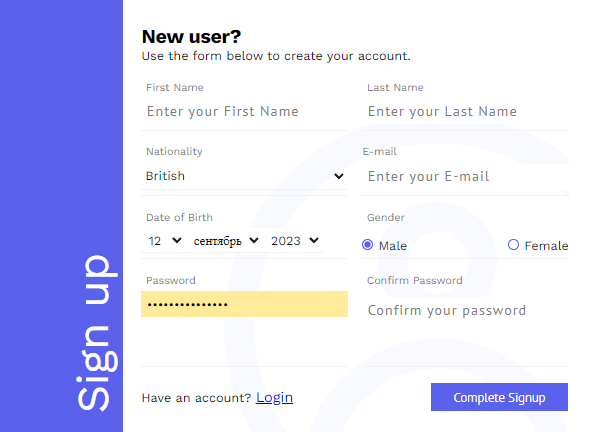 Sign up
New user?
Use the form below to create your account.
First Name
Last Name
Enter your First Name
Enter your Last Name
Nationality
E-mail
British
Enter your E-mail
Date of Birth
Gender
12 сентябрь 2023
Male
Female
Password
Confirm Password
•••••••••••••••
Confirm your password
Have an account? Login
Complete Signup